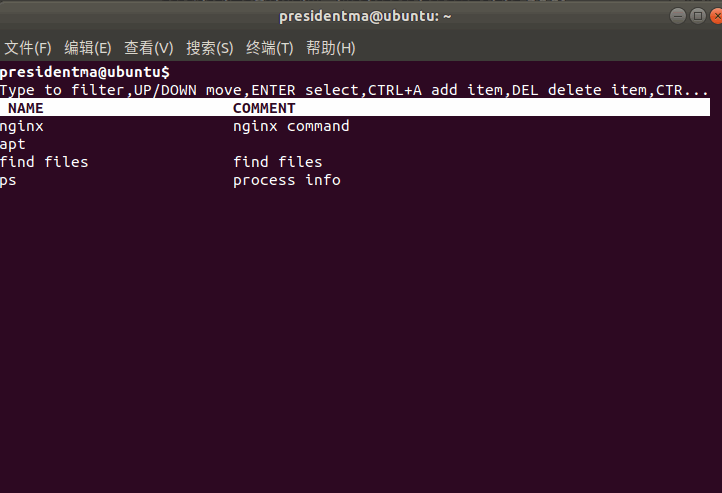 presidentma@ubuntu: ~
文件(F) 编辑(E) 查看(V) 搜索(S) 终端(T) 帮助(H)
presidentma@ubuntu$
Type to filter,UP/DOWN move,ENTER select,CTRL+A add item,DEL delete item,CTR...
NAME COMMENT
nginx nginx command
apt
find files find files
ps process info